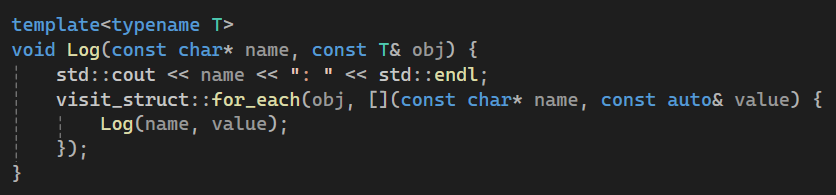 template<typename T>
void Log(const char* name, const T& obj) {
    std::cout << name << ": " << std::endl;
    visit_struct::for_each(obj, [](const char* name, const auto& value) {
        Log(name, value);
    });
}